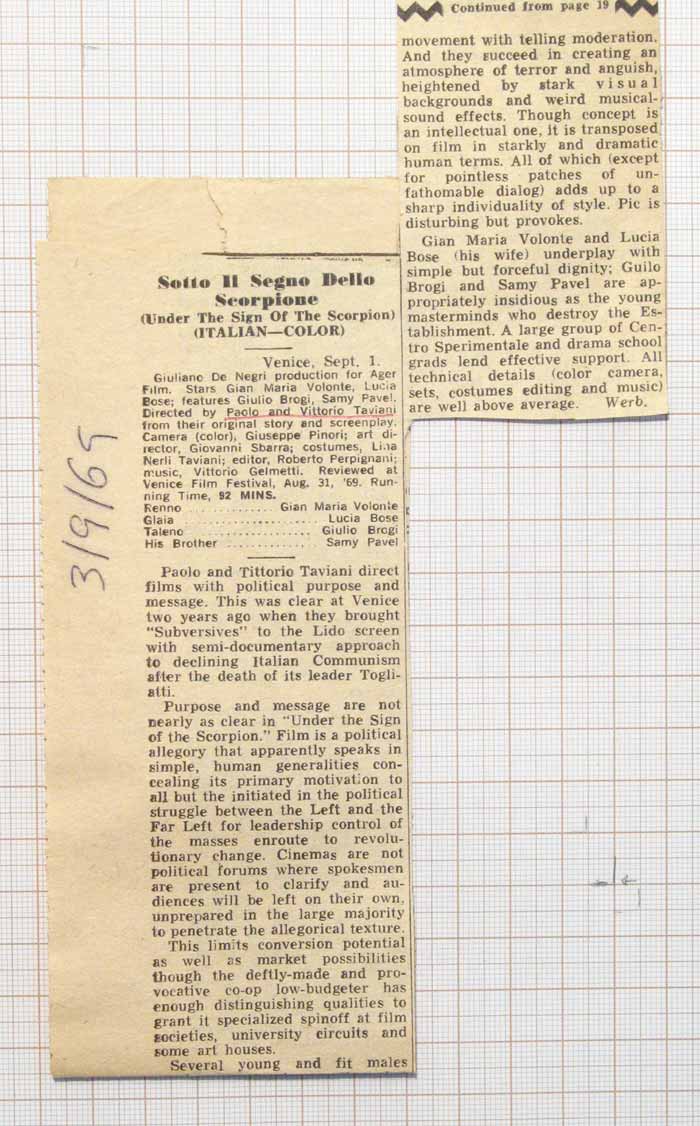 Sotto Il Segno Dello
Scorpione
(Under The Sign Of The Scorpion)
(ITALIAN—COLOR)
Venice, Sept. 1.
Giuliano De Negri production for Ager
Film. Stars Gian Maria Volonte, Lucia
Bose; features Giulio Brogi, Samy Pavel.
Directed by Paolo and Vittorio Taviani
from their original story and screenplay.
Camera (color), Giuseppe Pinori; art di-
rector, Giovanni Sbarra; costumes, Lina
Nerli Taviani; editor, Roberto Perpignani;
music, Vittorio Gelmetti. Reviewed at
Venice Film Festival, Aug. 31, '69. Run-
ning Time, 92 MINS.
Renno ............. Gian Maria Volonte
Glaia ..................... Lucia Bose
Taleno .................. Giulio Brogi
His Brother ............ Samy Pavel
Paolo and Tittorio Taviani direct
films with political purpose and
message. This was clear at Venice
two years ago when they brought
"Subversives" to the Lido screen
with semi-documentary approach
to declining Italian Communism
after the death of its leader Togli-
atti.
Purpose and message are not
nearly as clear in "Under the Sign
of the Scorpion." Film is a political
allegory that apparently speaks in
simple, human generalities con-
cealing its primary motivation to
all but the initiated in the political
struggle between the Left and the
Far Left for leadership control of
the masses enroute to revolu-
tionary change. Cinemas are not
political forums where spokesmen
are present to clarify and au-
diences will be left on their own,
unprepared in the large majority
to penetrate the allegorical texture.
This limits conversion potential
as well as market possibilities
though the deftly-made and pro-
vocative co-op low-budgeter has
enough distinguishing qualities to
grant it specialized spinoff at film
societies, university circuits and
some art houses.
Several young and fit males
Continued from page 19
movement with telling moderation.
And they succeed in creating an
atmosphere of terror and anguish,
heightened by stark visual
backgrounds and weird musical-
sound effects. Though concept is
an intellectual one, it is transposed
on film in starkly and dramatic
human terms. All of which (except
for pointless patches of un-
fathomable dialog) adds up to a
sharp individuality of style. Pic is
disturbing but provokes.
Gian Maria Volonte and Lucia
Bose (his wife) underplay with
simple but forceful dignity; Guilo
Brogi and Samy Pavel are ap-
propriately insidious as the young
masterminds who destroy the Es-
tablishment. A large group of Cen-
tro Sperimentale and drama school
grads lend effective support. All
technical details (color camera,
sets, costumes editing and music)
are well above average. Werb.
3/9/69